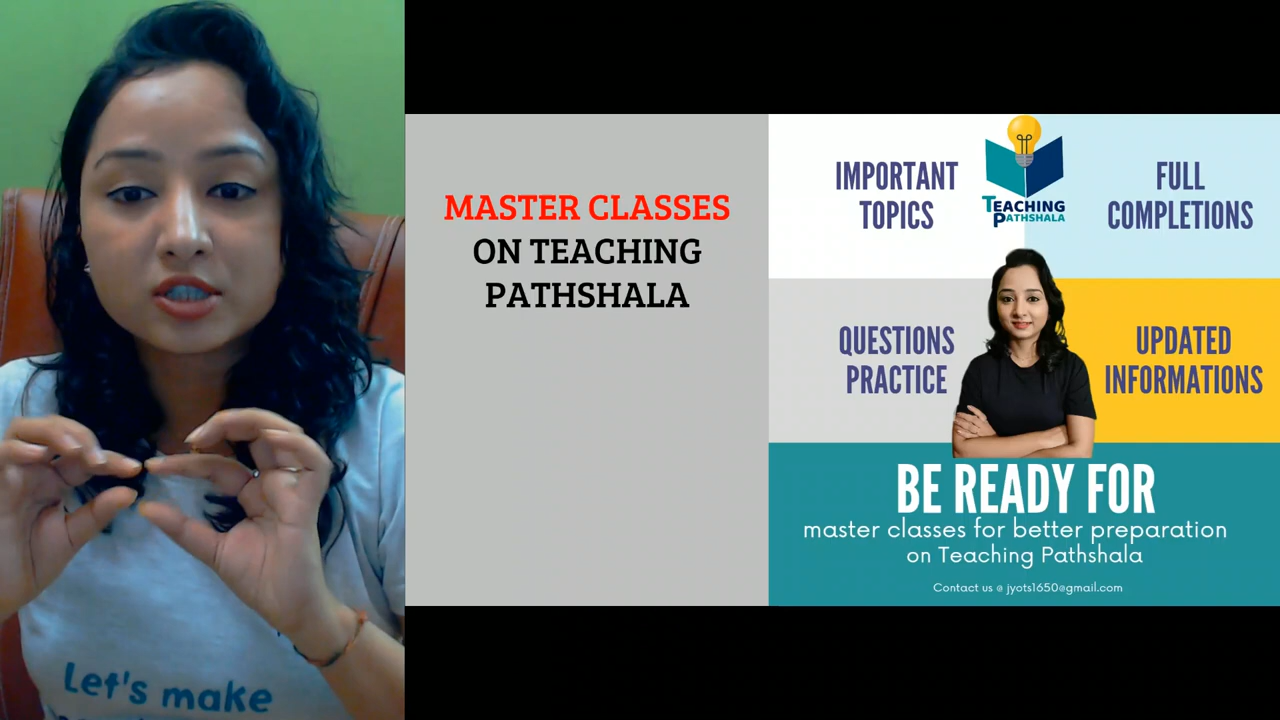 MASTER CLASSES
ON TEACHING
PATHSHALA
IMPORTANT
TOPICS
TEACHING
PATHSHALA
FULL
COMPLETIONS
QUESTIONS
PRACTICE
UPDATED
INFORMATIONS
BE READY FOR
master classes for better preparation
on Teaching Pathshala
Contact us @ jyots1650@gmail.com
Let's make